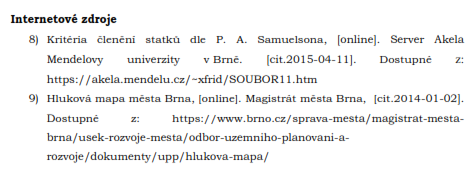 Internetové zdroje
8) Kritéria členění statků dle P. A. Samuelsona, [online]. Server Akela
Mendelovy univerzity v Brně. [cit.2015-04-11]. Dostupné z:
https://akela.mendelu.cz/~xfrid/SOUBOR11.htm
9) Hluková mapa města Brna, [online]. Magistrát města Brna, [cit.2014-01-02].
Dostupné z: https://www.brno.cz/sprava-mesta/magistrat-mesta-
brna/usek-rozvoje-mesta/odbor-uzemniho-planovani-a-
rozvoje/dokumenty/upp/hlukova-mapa/